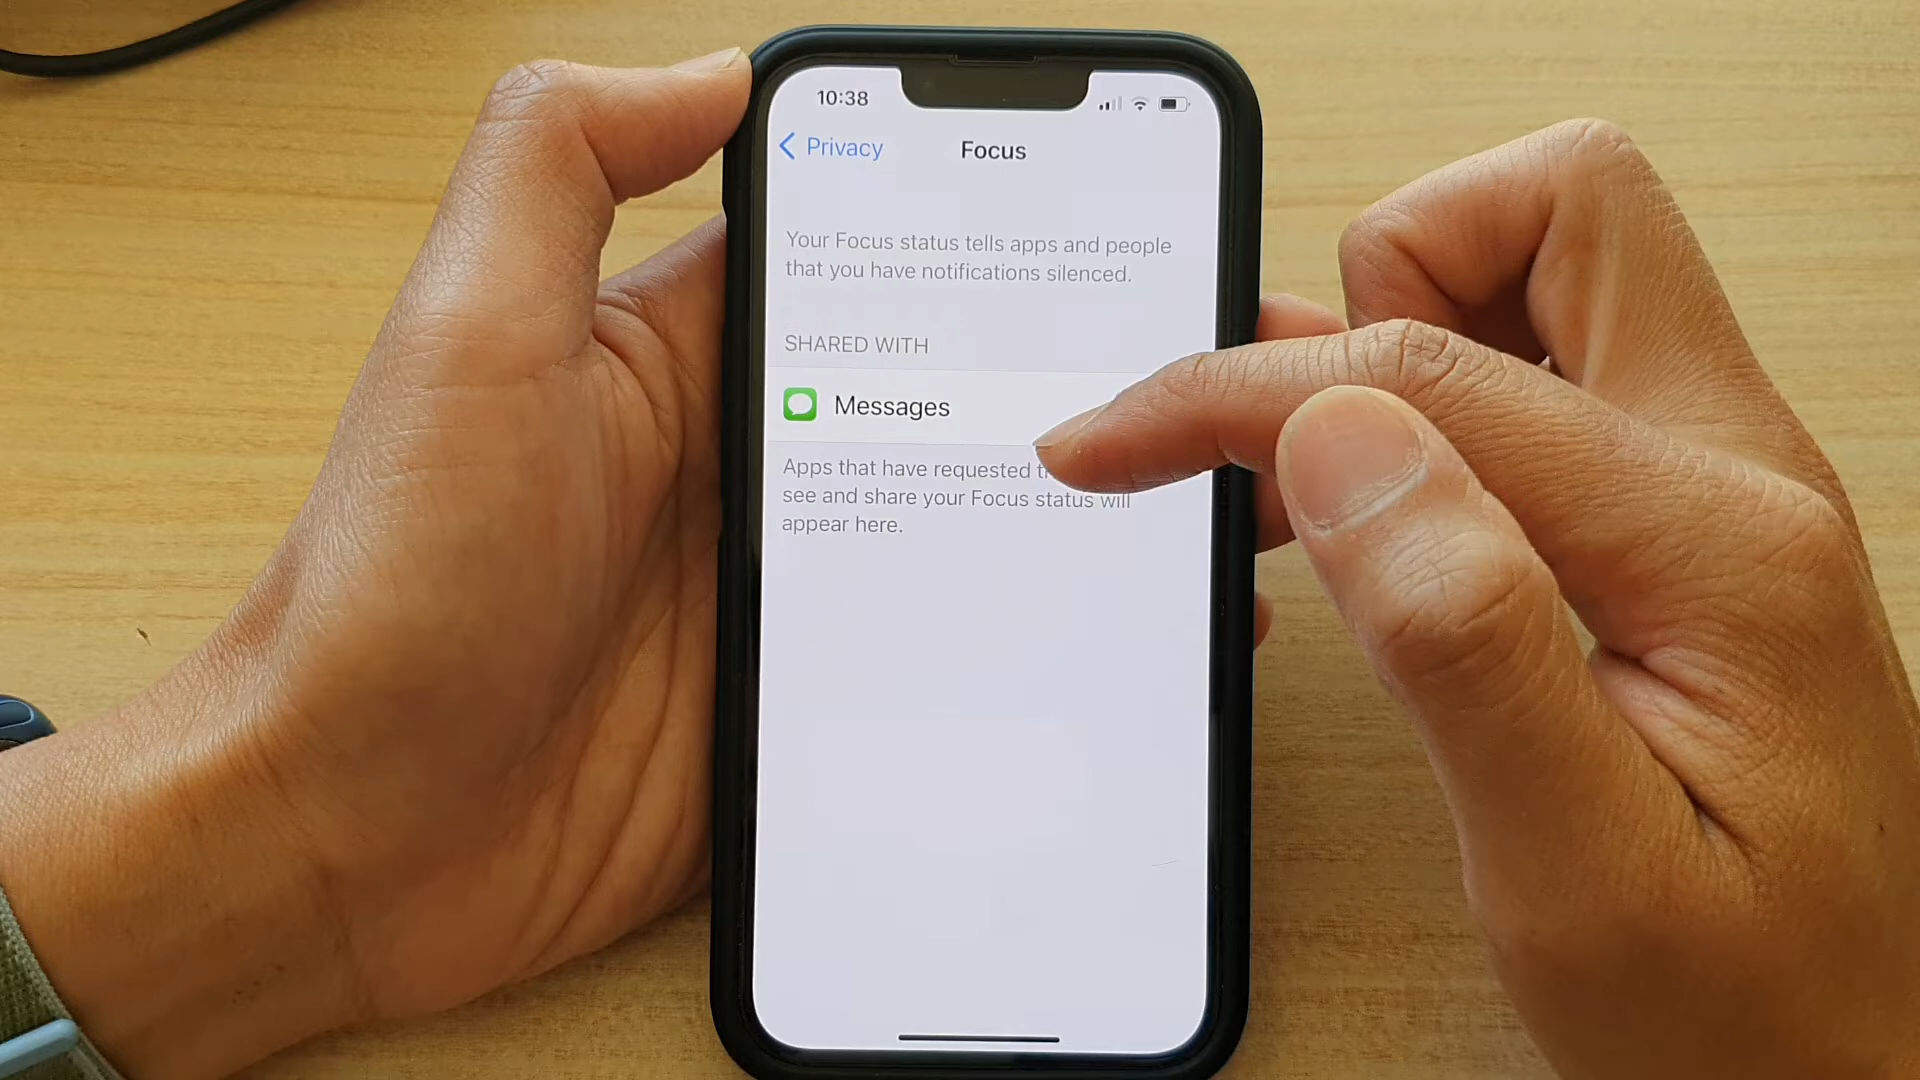 10:38
Privacy
Focus
Your Focus status tells apps and people
that you have notifications silenced.
SHARED WITH
Messages
Apps that have requested
see and share your Focus status will
appear here.